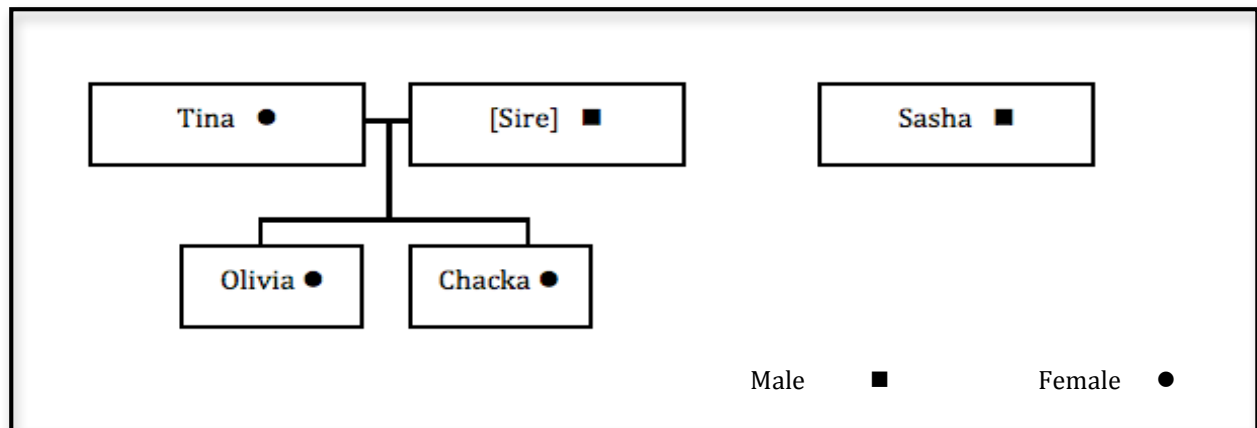 Tina ● [Sire] ■ Sasha ■
Olivia ● Chacka ●
Male ■ Female ●